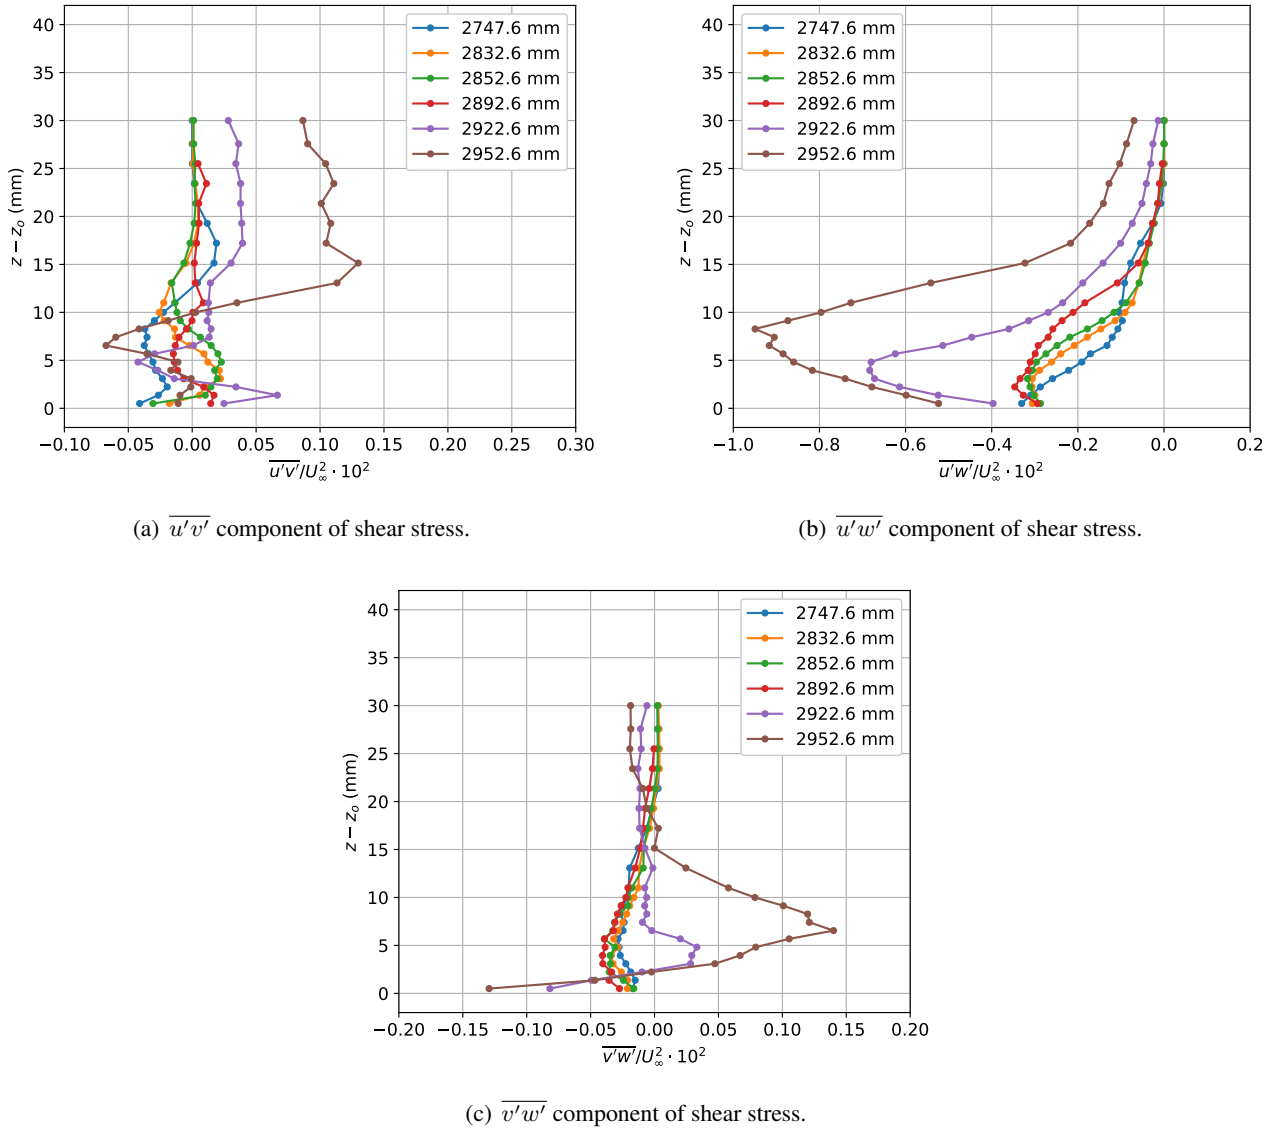 40
35
30
25
20
15
10
5
0
z − z₀ (mm)
−0.10 −0.05 0.00 0.05 0.10 0.15 0.20 0.25 0.30
u′v′/U∞² · 10²
2747.6 mm
2832.6 mm
2852.6 mm
2892.6 mm
2922.6 mm
2952.6 mm
(a) u′v′ component of shear stress.
40
35
30
25
20
15
10
5
0
z − z₀ (mm)
−1.0 −0.8 −0.6 −0.4 −0.2 0.0 0.2
u′w′/U∞² · 10²
2747.6 mm
2832.6 mm
2852.6 mm
2892.6 mm
2922.6 mm
2952.6 mm
(b) u′w′ component of shear stress.
40
35
30
25
20
15
10
5
0
z − z₀ (mm)
−0.20 −0.15 −0.10 −0.05 0.00 0.05 0.10 0.15 0.20
v′w′/U∞² · 10²
2747.6 mm
2832.6 mm
2852.6 mm
2892.6 mm
2922.6 mm
2952.6 mm
(c) v′w′ component of shear stress.